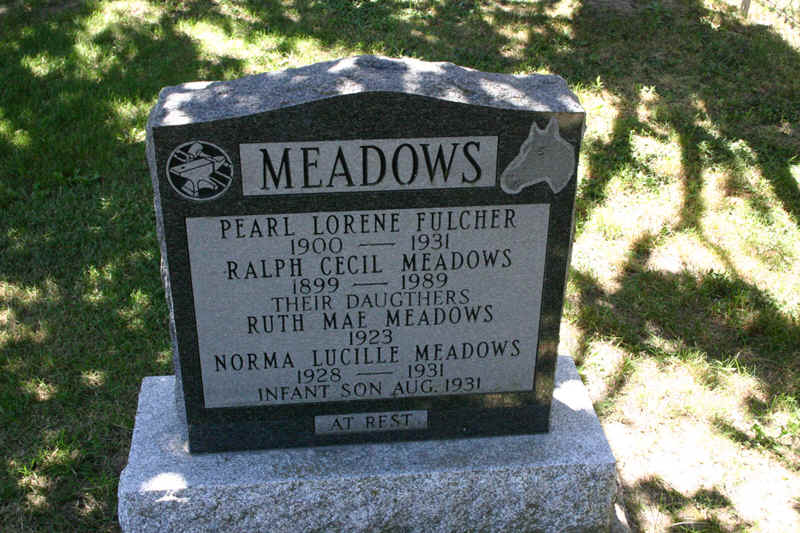 MEADOWS
PEARL LORENE FULCHER
1900 — 1931
RALPH CECIL MEADOWS
1899 — 1989
THEIR DAUGTHERS
RUTH MAE MEADOWS
1923
NORMA LUCILLE MEADOWS
1928 — 1931
INFANT SON AUG. 1931
AT REST